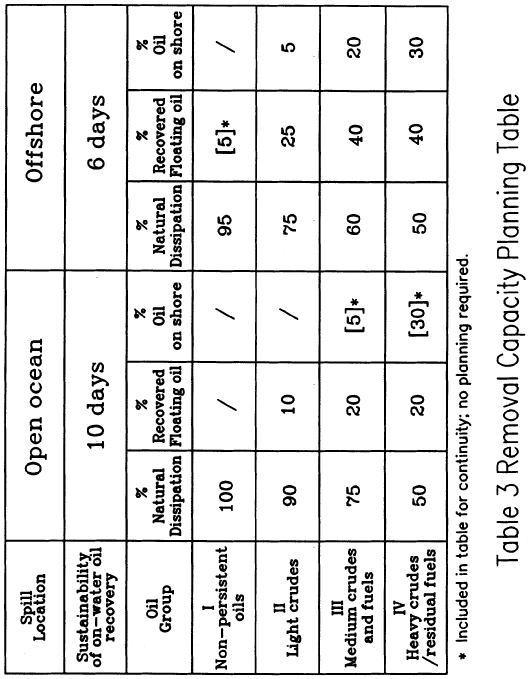 Spill Location
Open ocean
Offshore
Sustainability of on-water oil recovery
10 days
6 days
Oil Group
% Natural Dissipation
% Recovered Floating oil
% Oil on shore
% Natural Dissipation
% Recovered Floating oil
% Oil on shore
I Non-persistent oils
100
/
/
95
[5]*
/
II Light crudes
90
10
/
75
25
5
III Medium crudes and fuels
75
20
[5]*
60
40
20
IV Heavy crudes /residual fuels
50
20
[30]*
50
40
30
* Included in table for continuity; no planning required.
Table 3 Removal Capacity Planning Table